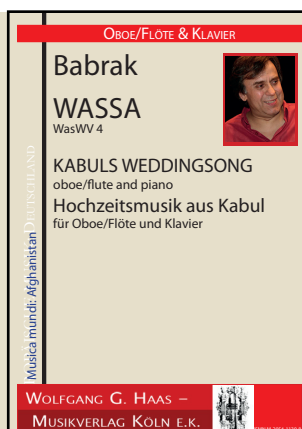 OBOE/FLÖTE & KLAVIER
Babrak
WASSA
WasWV 4
KABULS WEDDINGSONG
oboe/flute and piano
Hochzeitsmusik aus Kabul
für Oboe/Flöte und Klavier
DEUTSCHLAND
Musica mundi: Afghanistan
WOLFGANG G. HAAS –
MUSIKVERLAG KÖLN E.K.